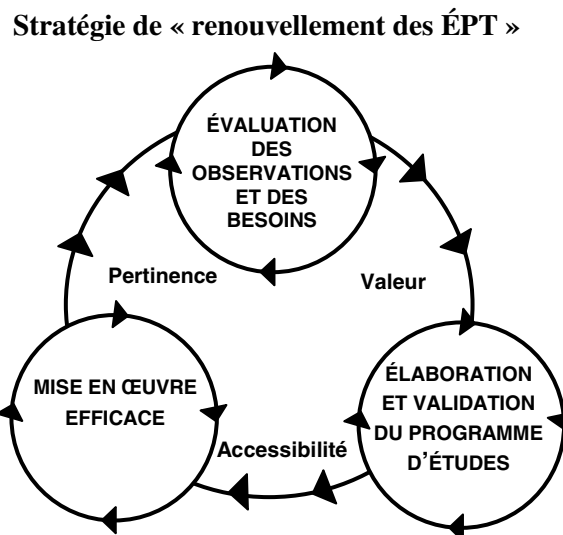 Stratégie de « renouvellement des ÉPT »
ÉVALUATION
DES
OBSERVATIONS
ET DES
BESOINS
Pertinence
Valeur
MISE EN ŒUVRE
EFFICACE
ÉLABORATION
ET VALIDATION
DU PROGRAMME
D'ÉTUDES
Accessibilité